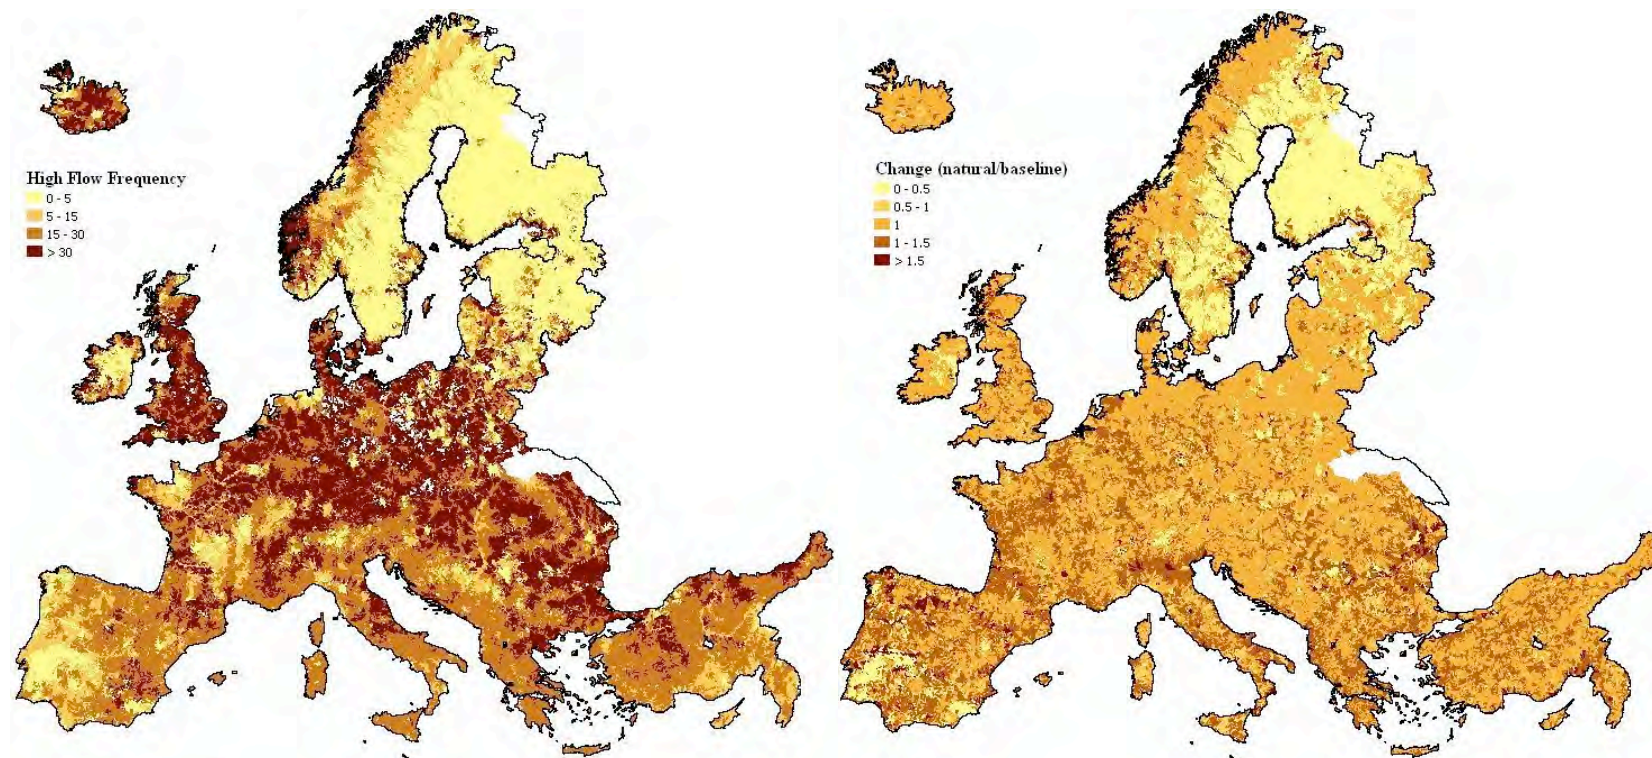 High Flow Frequency
0 - 5
5 - 15
15 - 30
> 30
Change (natural/baseline)
0 - 0.5
0.5 - 1
1
1 - 1.5
> 1.5